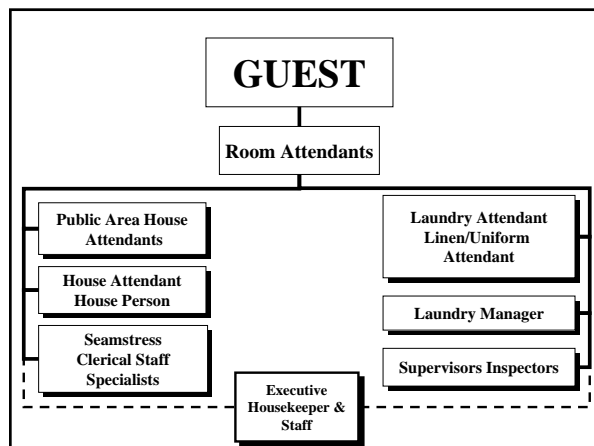 GUEST
Room Attendants
Public Area House
Attendants
House Attendant
House Person
Seamstress
Clerical Staff
Specialists
Laundry Attendant
Linen/Uniform
Attendant
Laundry Manager
Supervisors Inspectors
Executive
Housekeeper &
Staff